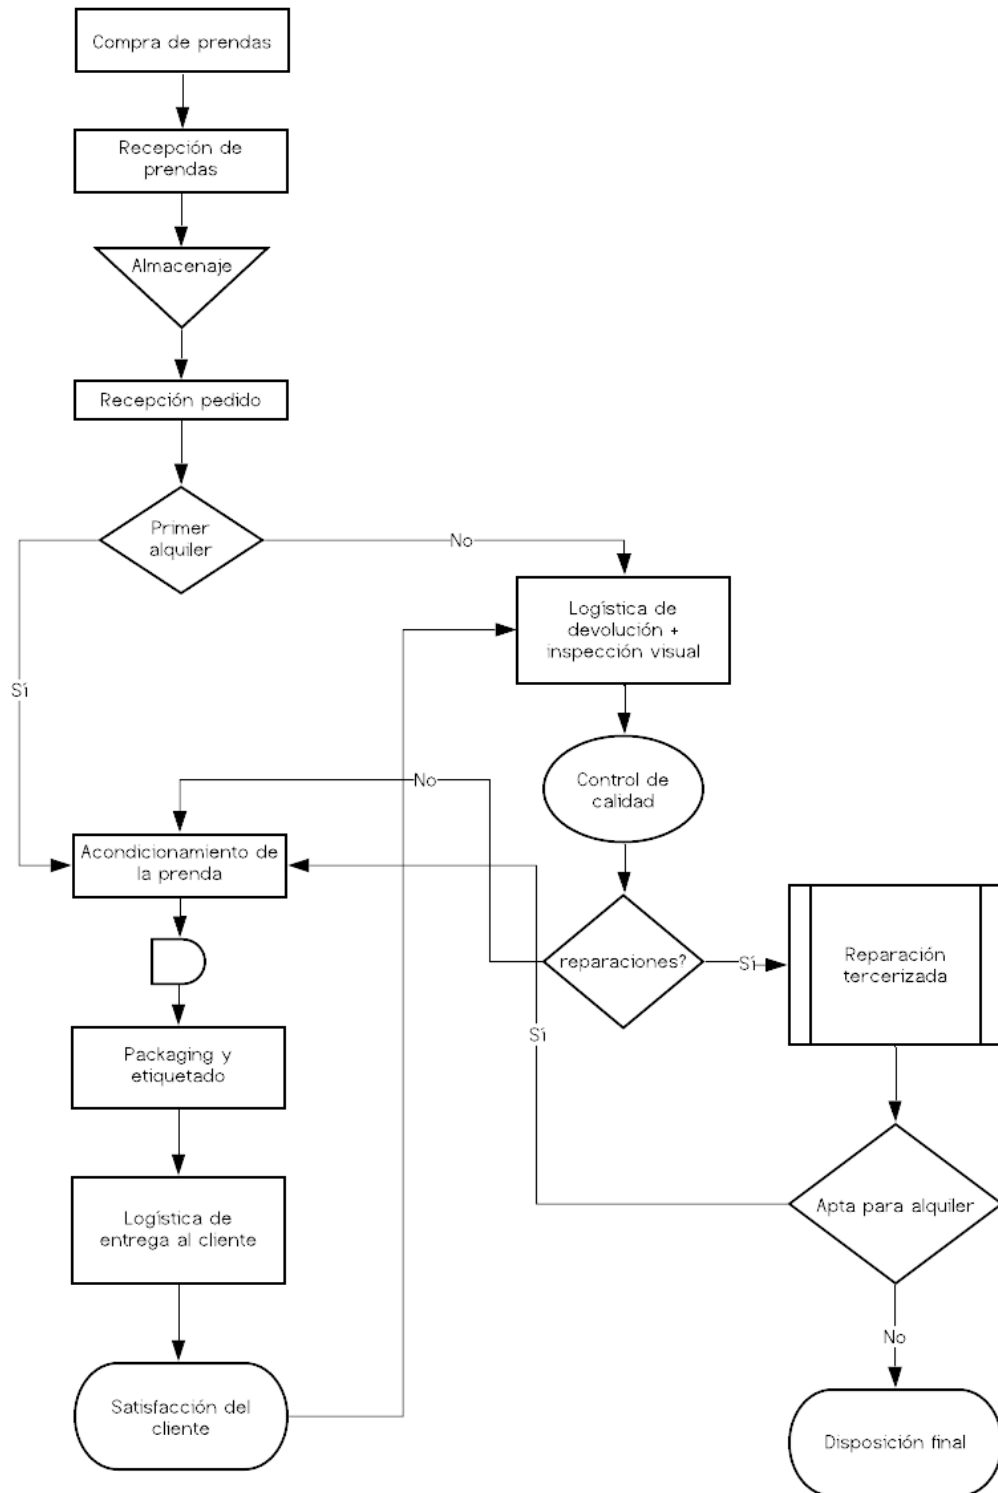 Compra de prendas
Recepción de
prendas
Almacenaje
Recepción pedido
Primer
alquiler
No
Sí
Logística de
devolución +
inspección visual
Control de
calidad
No
Acondicionamiento de
la prenda
reparaciones?
Sí
Reparación
tercerizada
Sí
Packaging y
etiquetado
Apta para alquiler
Logística de
entrega al cliente
No
Satisfacción del
cliente
Disposición final